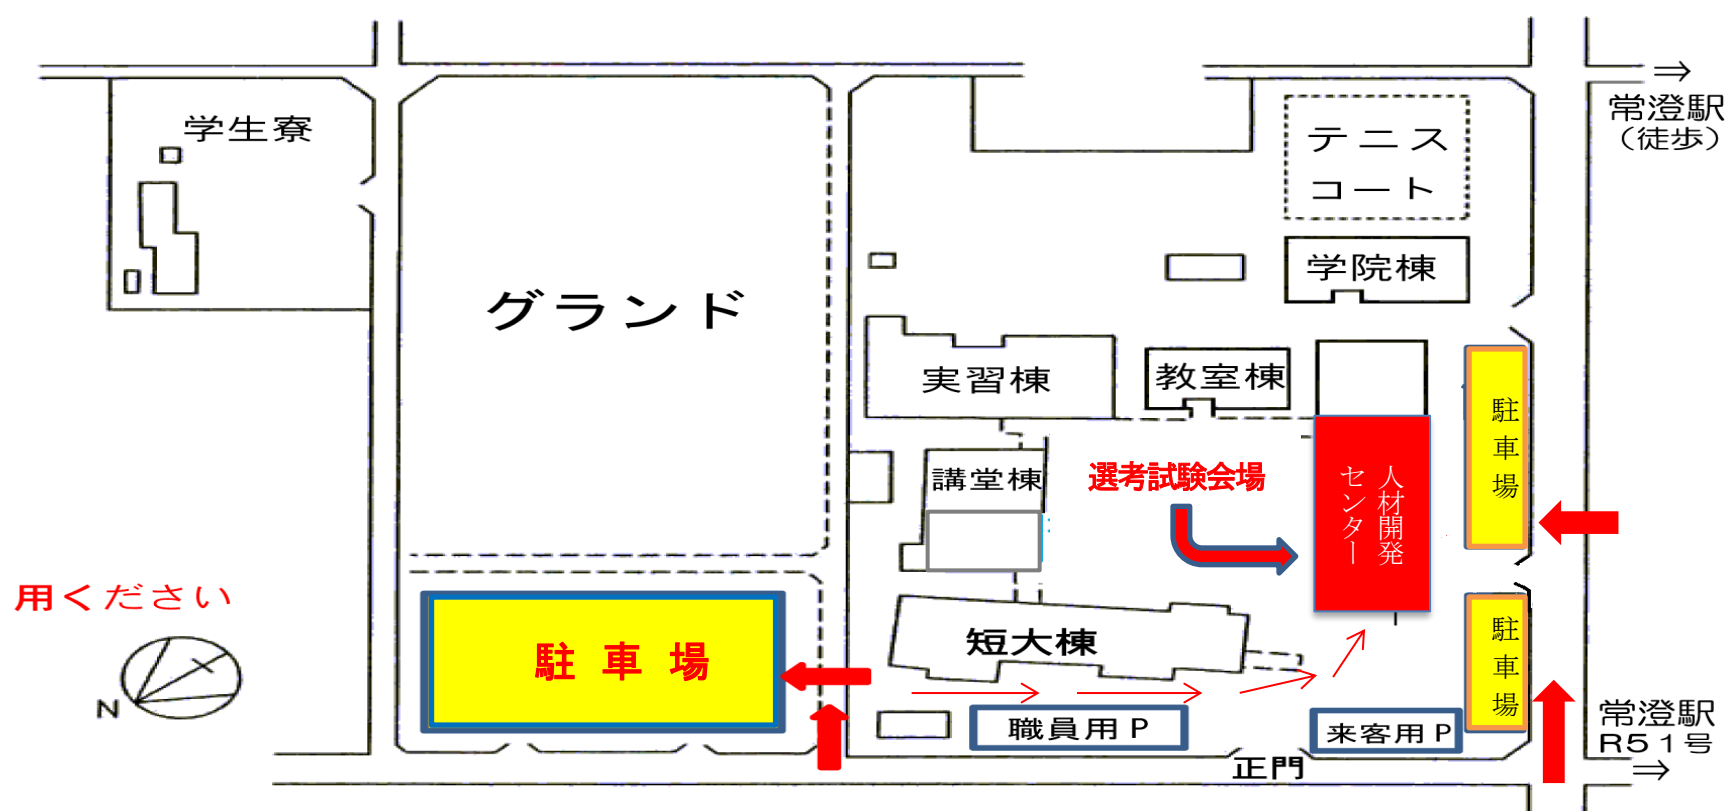 ⇒
常澄駅
（徒歩）
学生寮
テニス
コート
学院棟
グランド
実習棟
教室棟
駐車場
講堂棟
選考試験会場
人材開発
センター
用ください
N
駐車場
短大棟
駐車場
職員用P
来客用P
正門
常澄駅
R51号
⇒